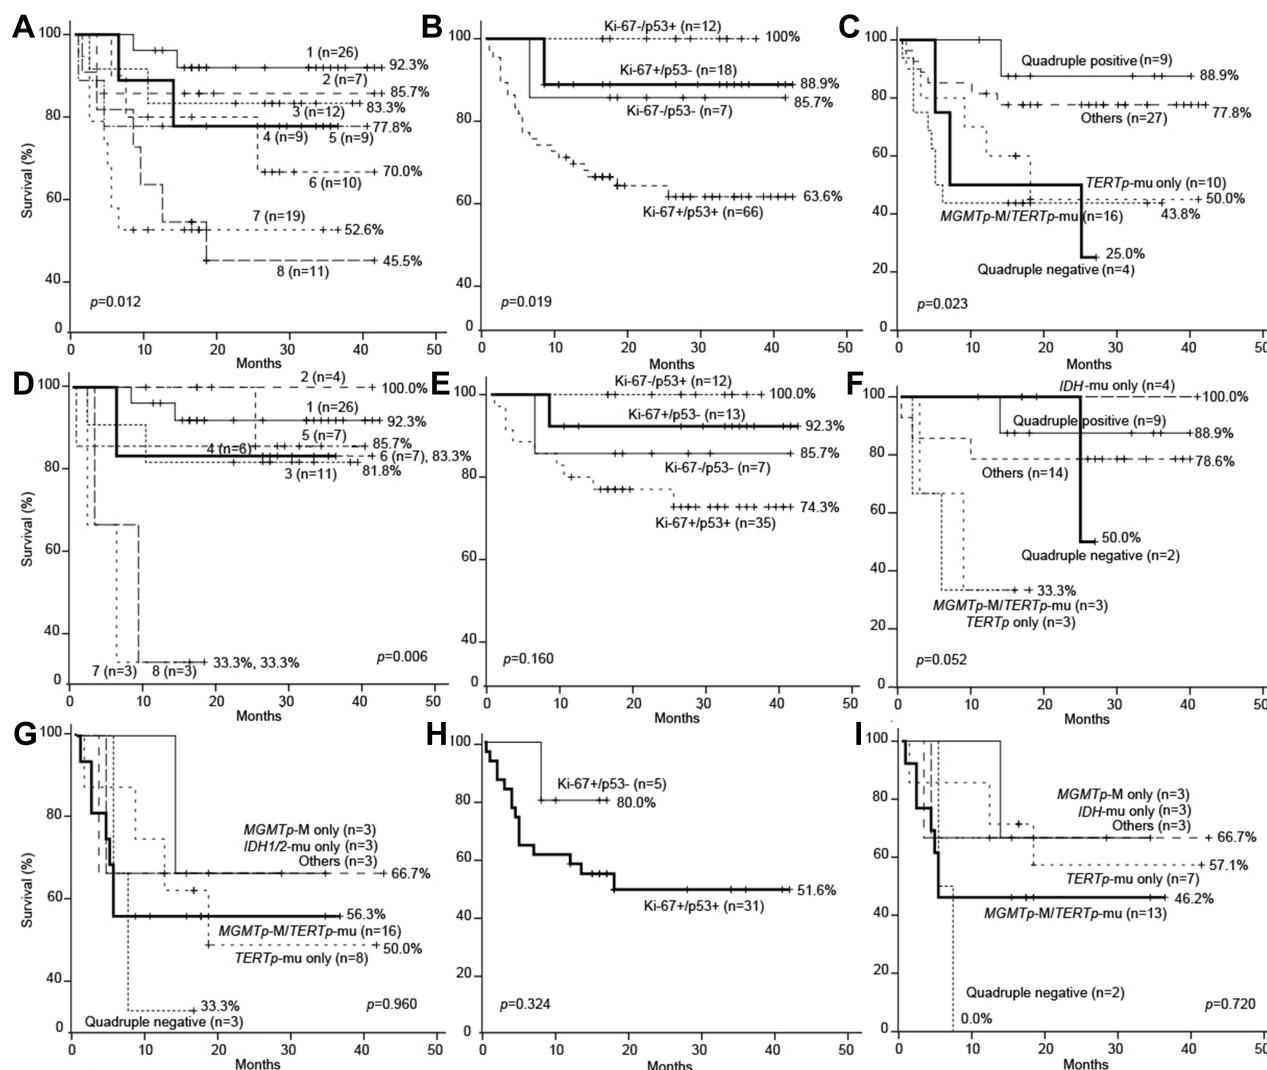 A
Survival (%)
100
80
60
40
0
1 (n=26)
92.3%
2 (n=7)
85.7%
3 (n=12)
83.3%
4 (n=9)
5 (n=9)
77.8%
70.0%
6 (n=10)
7 (n=19)
52.6%
8 (n=11)
45.5%
p=0.012
0 10 20 30 40 50
Months
B
100
80
60
40
0
Ki-67-/p53+ (n=12)
100%
Ki-67+/p53- (n=18)
88.9%
Ki-67-/p53- (n=7)
85.7%
63.6%
Ki-67+/p53+ (n=66)
p=0.019
0 10 20 30 40 50
Months
C
100
80
60
40
20
0
Quadruple positive (n=9)
88.9%
Others (n=27)
77.8%
TERTp-mu only (n=10)
50.0%
MGMTp-M/TERTp-mu (n=16)
43.8%
25.0%
Quadruple negative (n=4)
p=0.023
0 10 20 30 40 50
Months
D
Survival (%)
100
80
60
40
0
2 (n=4)
100.0%
1 (n=26)
92.3%
5 (n=7)
85.7%
4 (n=6)
6 (n=7), 83.3%
3 (n=11)
81.8%
7 (n=3)
8 (n=3)
33.3%, 33.3%
p=0.006
0 10 20 30 40 50
Months
E
100
80
60
40
0
Ki-67-/p53+ (n=12)
100.0%
Ki-67+/p53- (n=13)
92.3%
85.7%
Ki-67-/p53- (n=7)
74.3%
Ki-67+/p53+ (n=35)
p=0.160
0 10 20 30 40 50
Months
F
100
80
60
40
20
0
IDH-mu only (n=4)
100.0%
Quadruple positive (n=9)
88.9%
Others (n=14)
78.6%
50.0%
Quadruple negative (n=2)
33.3%
MGMTp-M/TERTp-mu (n=3)
TERTp only (n=3)
p=0.052
0 10 20 30 40 50
Months
G
Survival (%)
100
80
60
40
0
MGMTp-M only (n=3)
IDH1/2-mu only (n=3)
Others (n=3)
66.7%
56.3%
MGMTp-M/TERTp-mu (n=16)
50.0%
TERTp-mu only (n=8)
33.3%
Quadruple negative (n=3)
p=0.960
0 10 20 30 40 50
Months
H
100
80
60
40
20
0
Ki-67+/p53- (n=5)
80.0%
51.6%
Ki-67+/p53+ (n=31)
p=0.324
0 10 20 30 40 50
Months
I
100
80
60
40
20
0
MGMTp-M only (n=3)
IDH-mu only (n=3)
Others (n=3)
66.7%
57.1%
TERTp-mu only (n=7)
46.2%
MGMTp-M/TERTp-mu (n=13)
Quadruple negative (n=2)
0.0%
p=0.720
0 10 20 30 40 50
Months